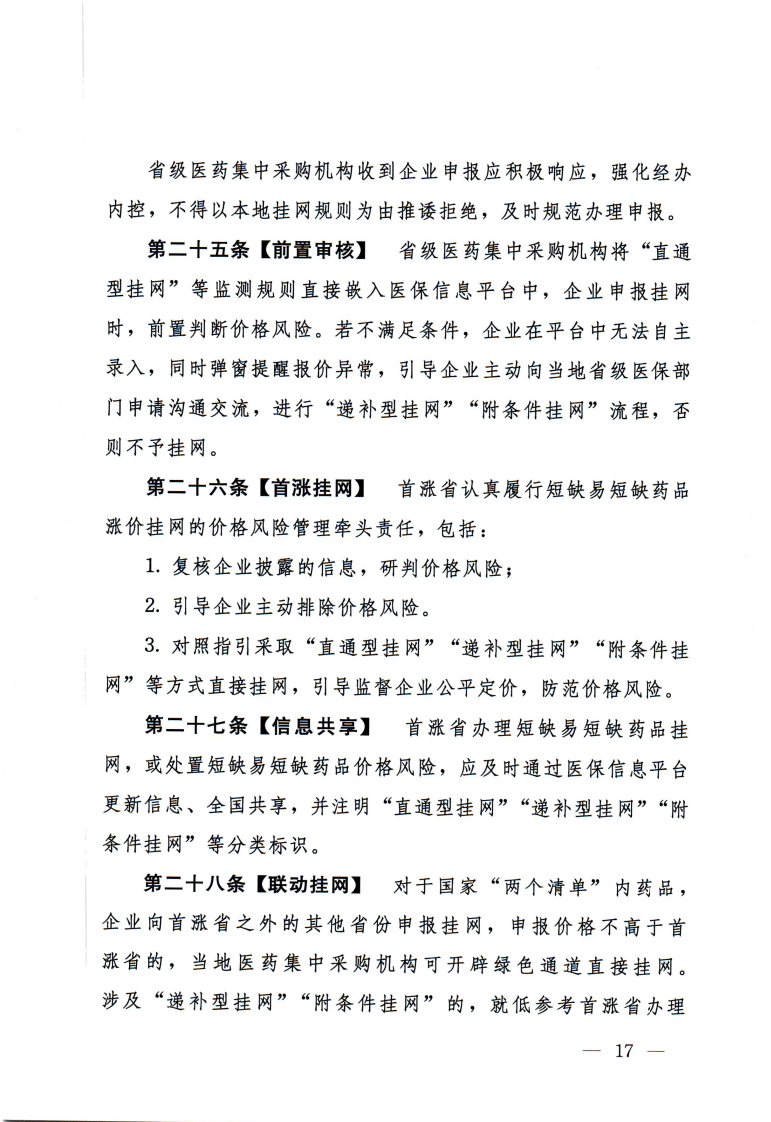 省级医药集中采购机构收到企业申报应积极响应，强化经办
内控，不得以本地挂网规则为由推诿拒绝，及时规范办理申报。
第二十五条【前置审核】　省级医药集中采购机构将“直通
型挂网”等监测规则直接嵌入医保信息平台中，企业申报挂网
时，前置判断价格风险。若不满足条件，企业在平台中无法自主
录入，同时弹窗提醒报价异常，引导企业主动向当地省级医保部
门申请沟通交流，进行“递补型挂网”“附条件挂网”流程，否
则不予挂网。
第二十六条【首涨挂网】　首涨省认真履行短缺易短缺药品
涨价挂网的价格风险管理牵头责任，包括：
1. 复核企业披露的信息，研判价格风险；
2. 引导企业主动排除价格风险。
3. 对照指引采取“直通型挂网”“递补型挂网”“附条件挂
网”等方式直接挂网，引导监督企业公平定价，防范价格风险。
第二十七条【信息共享】　首涨省办理短缺易短缺药品挂
网，或处置短缺易短缺药品价格风险，应及时通过医保信息平台
更新信息、全国共享，并注明“直通型挂网”“递补型挂网”“附
条件挂网”等分类标识。
第二十八条【联动挂网】　对于国家“两个清单”内药品，
企业向首涨省之外的其他省份申报挂网，申报价格不高于首
涨省的，当地医药集中采购机构可开辟绿色通道直接挂网。
涉及“递补型挂网”“附条件挂网”的，就低参考首涨省办理
— 17 —